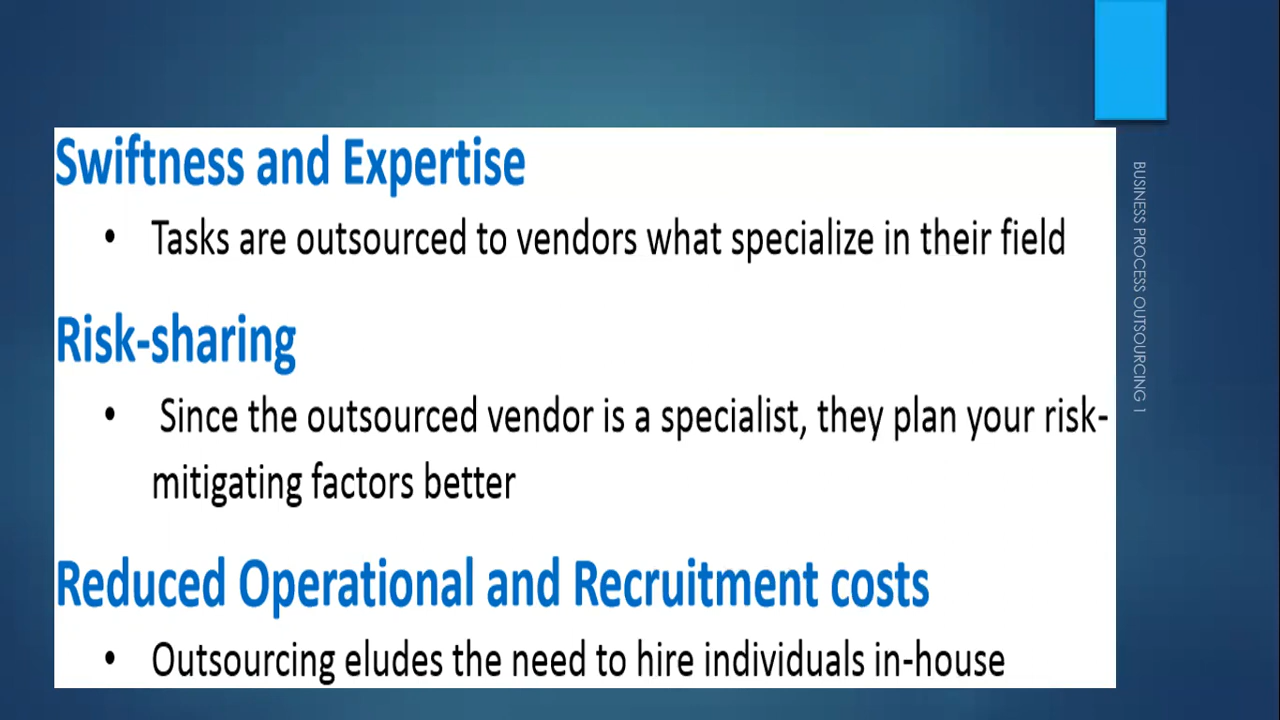 Swiftness and Expertise
• Tasks are outsourced to vendors what specialize in their field
Risk-sharing
• Since the outsourced vendor is a specialist, they plan your risk-
mitigating factors better
Reduced Operational and Recruitment costs
• Outsourcing eludes the need to hire individuals in-house
BUSINESS PROCESS OUTSOURCING 1